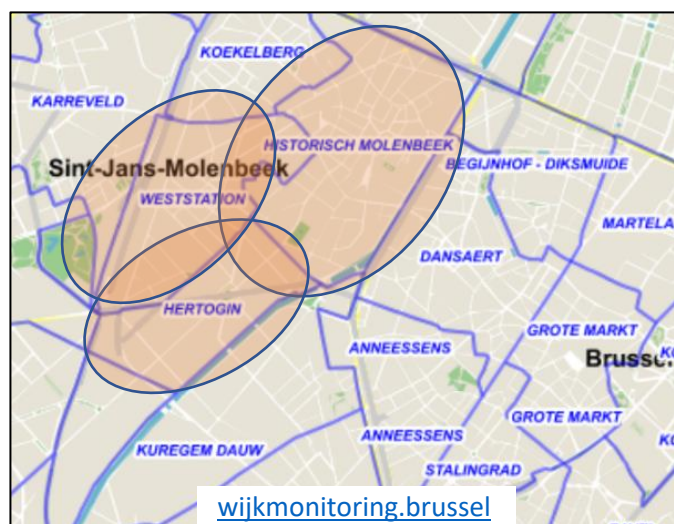 KOEKELBERG
KARREVELD
HISTORISCH MOLENBEEK
Sint-Jans-Molenbeek
BEGIJNHOF - DIKSMUIDE
WESTSTATION
MARTELA
DANSAERT
HERTOGIN
GROTE MARKT
ANNEESSENS
Brussel
GROTE MARKT
KUREGEM DAUW
ANNEESSENS
STALINGRAD
wijkmonitoring.brussel